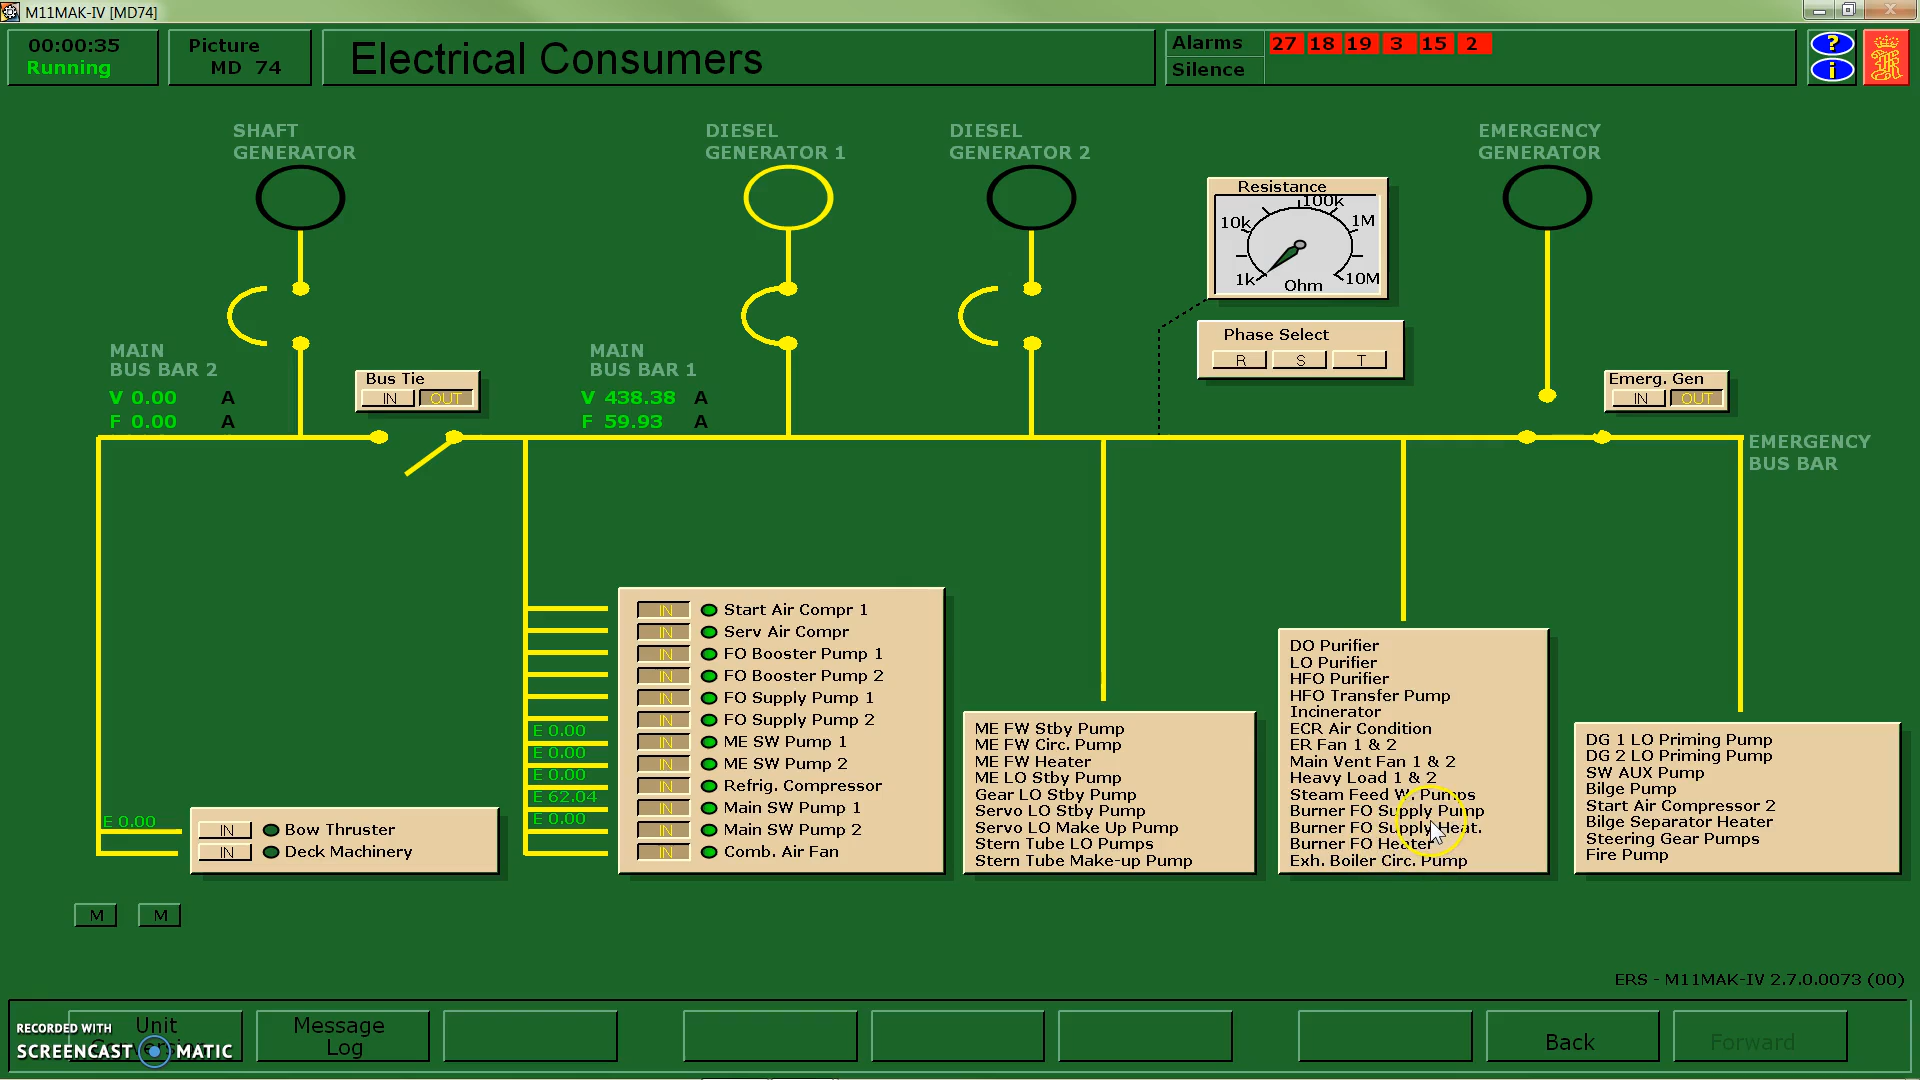 M11MAK-IV [MD74]
00:00:35
Running
Picture
MD 74
Electrical Consumers
Alarms
27 18 19 3 15 2
Silence
?
i
SHAFT
GENERATOR
DIESEL
GENERATOR 1
DIESEL
GENERATOR 2
EMERGENCY
GENERATOR
Resistance
10k
100k
1M
1k
10M
Ohm
Phase Select
R S T
MAIN
BUS BAR 2
V 0.00 A
F 0.00 A
Bus Tie
IN OUT
MAIN
BUS BAR 1
V 438.38 A
F 59.93 A
Emerg. Gen
IN OUT
EMERGENCY
BUS BAR
IN Start Air Compr 1
IN Serv Air Compr
IN FO Booster Pump 1
IN FO Booster Pump 2
IN FO Supply Pump 1
IN FO Supply Pump 2
E 0.00
IN ME SW Pump 1
E 0.00
IN ME SW Pump 2
E 0.00
IN Refrig. Compressor
E 62.04
IN Main SW Pump 1
E 0.00
IN Main SW Pump 2
IN Comb. Air Fan
E 0.00
IN Bow Thruster
IN Deck Machinery
ME FW Stby Pump
ME FW Circ. Pump
ME FW Heater
ME LO Stby Pump
Gear LO Stby Pump
Servo LO Stby Pump
Servo LO Make Up Pump
Stern Tube LO Pumps
Stern Tube Make-up Pump
DO Purifier
LO Purifier
HFO Purifier
HFO Transfer Pump
Incinerator
ECR Air Condition
ER Fan 1 & 2
Main Vent Fan 1 & 2
Heavy Load 1 & 2
Steam Feed W. Pumps
Burner FO Supply Pump
Burner FO Supply Heat.
Burner FO Heater
Exh. Boiler Circ. Pump
DG 1 LO Priming Pump
DG 2 LO Priming Pump
SW AUX Pump
Bilge Pump
Start Air Compressor 2
Bilge Separator Heater
Steering Gear Pumps
Fire Pump
M M
ERS - M11MAK-IV 2.7.0.0073 (00)
Unit
Message
Log
Back
Forward
RECORDED WITH
SCREENCAST MATIC